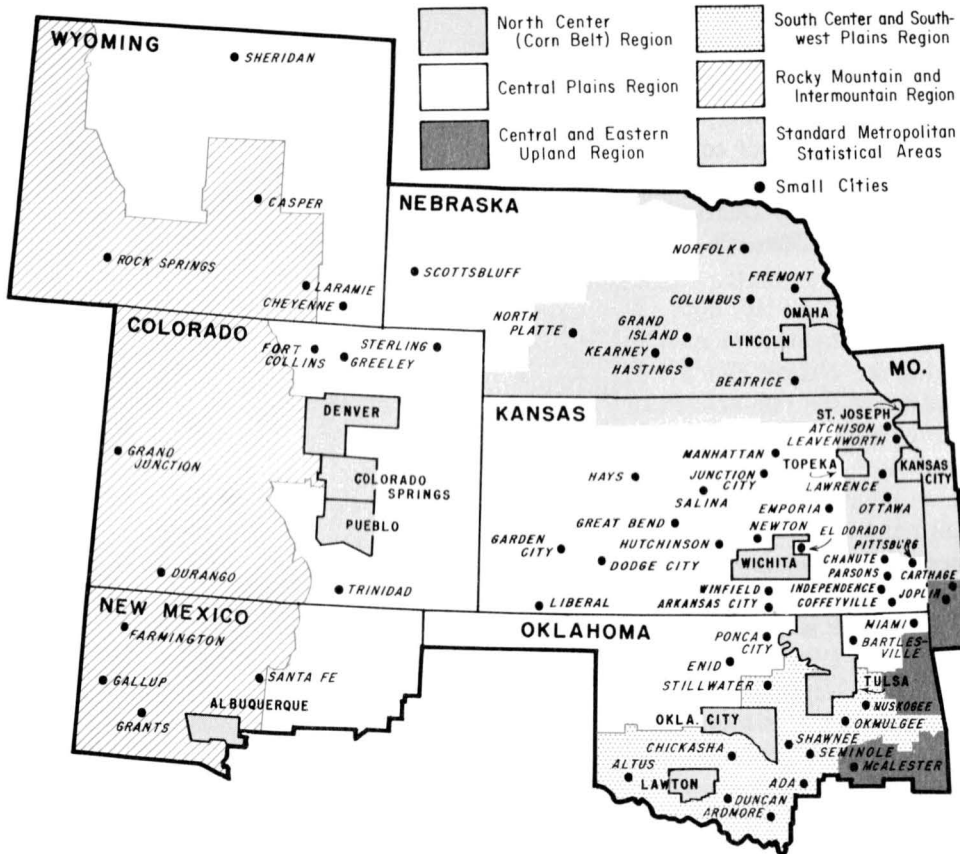 North Center
(Corn Belt) Region
Central Plains Region
Central and Eastern
Upland Region
South Center and South-
west Plains Region
Rocky Mountain and
Intermountain Region
Standard Metropolitan
Statistical Areas
Small Cities
WYOMING
SHERIDAN
CASPER
ROCK SPRINGS
LARAMIE
CHEYENNE
NEBRASKA
NORFOLK
SCOTTSBLUFF
FREMONT
COLUMBUS
OMAHA
NORTH
PLATTE
GRAND
ISLAND
LINCOLN
KEARNEY
HASTINGS
BEATRICE
COLORADO
STERLING
FORT
COLLINS
GREELEY
DENVER
GRAND
JUNCTION
COLORADO
SPRINGS
PUEBLO
DURANGO
TRINIDAD
MO.
KANSAS
ST. JOSEPH
ATCHISON
LEAVENWORTH
MANHATTAN
TOPEKA
KANSAS
CITY
HAYS
JUNCTION
CITY
LAWRENCE
SALINA
OTTAWA
EMPORIA
GREAT BEND
NEWTON
EL DORADO
PITTSBURG
GARDEN
CITY
HUTCHINSON
WICHITA
CHANUTE
DODGE CITY
PARSONS
CARTHAGE
WINFIELD
INDEPENDENCE
JOPLIN
LIBERAL
ARKANSAS CITY
COFFEYVILLE
NEW MEXICO
FARMINGTON
GALLUP
SANTA FE
ALBUQUERQUE
GRANTS
OKLAHOMA
MIAMI
PONCA
CITY
BARTLES-
VILLE
ENID
STILLWATER
TULSA
MUSKOGEE
OKLA. CITY
OKMULGEE
SHAWNEE
CHICKASHA
SEMINOLE
ALTUS
McALESTER
LAWTON
ADA
DUNCAN
ARDMORE